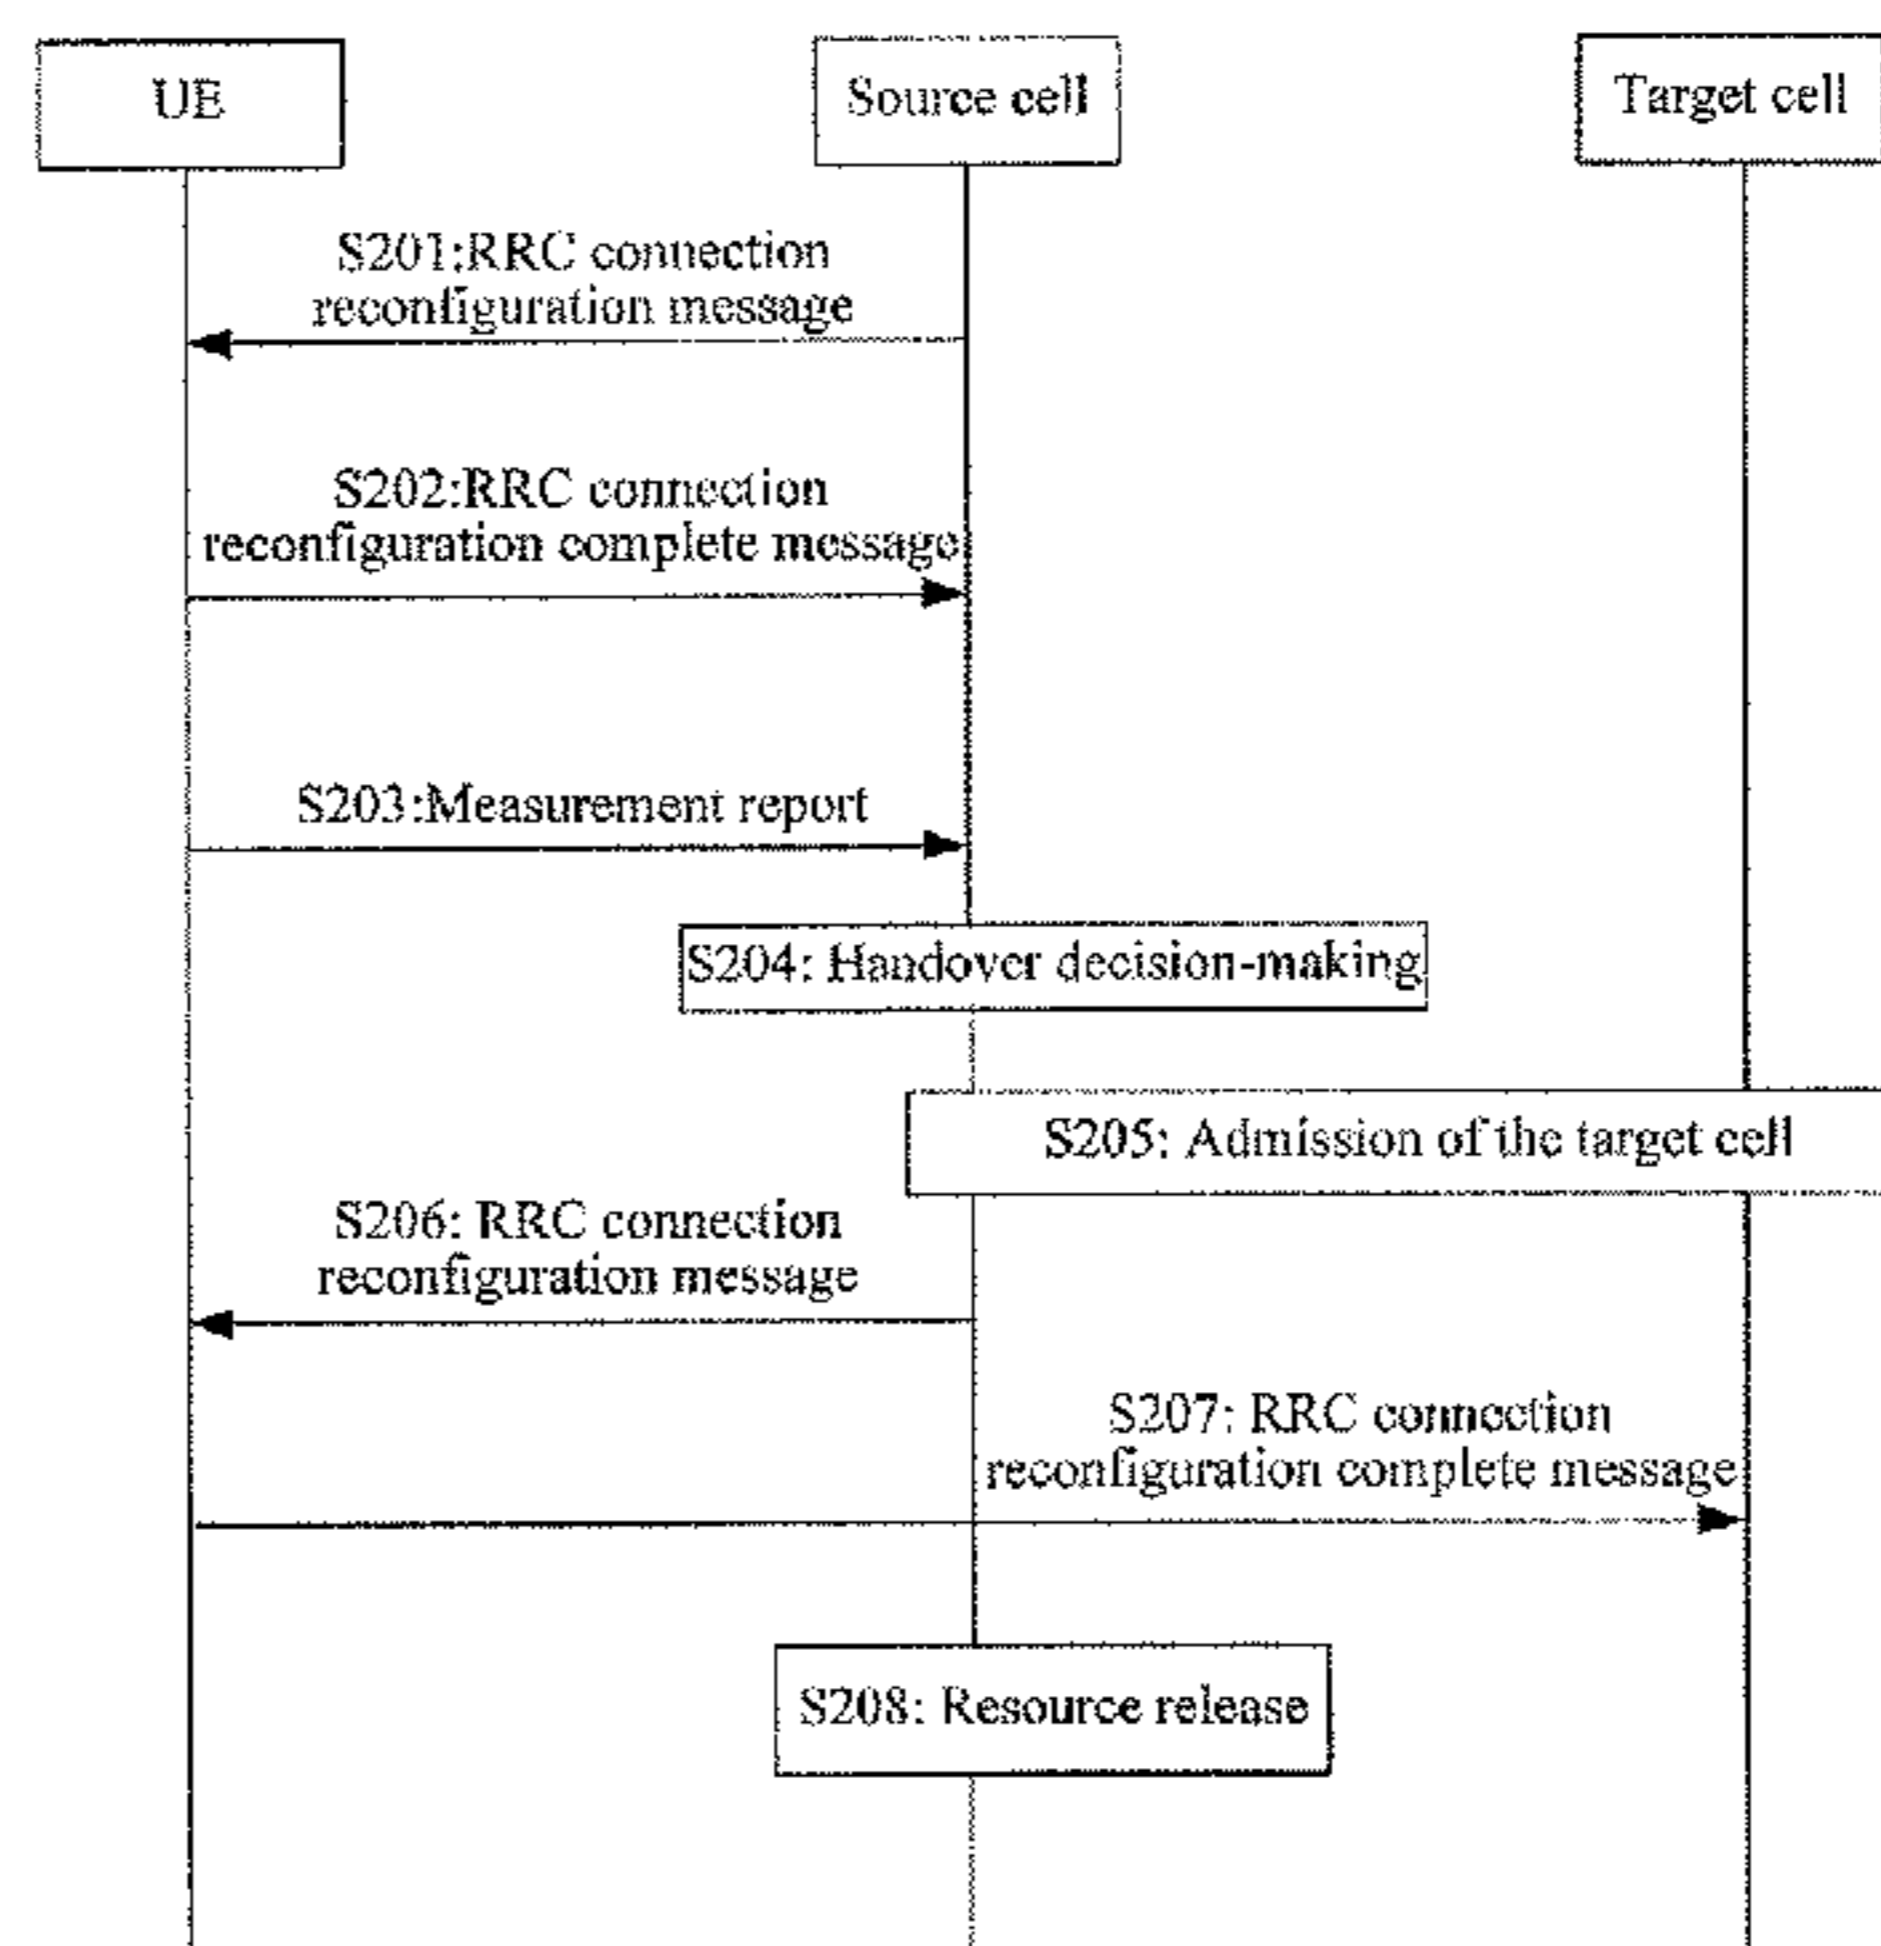 UE
Source cell
Target cell
S201:RRC connection
reconfiguration message
S202:RRC connection
reconfiguration complete message
S203:Measurement report
S204: Handover decision-making
S205: Admission of the target cell
S206: RRC connection
reconfiguration message
S207: RRC connection
reconfiguration complete message
S208: Resource release